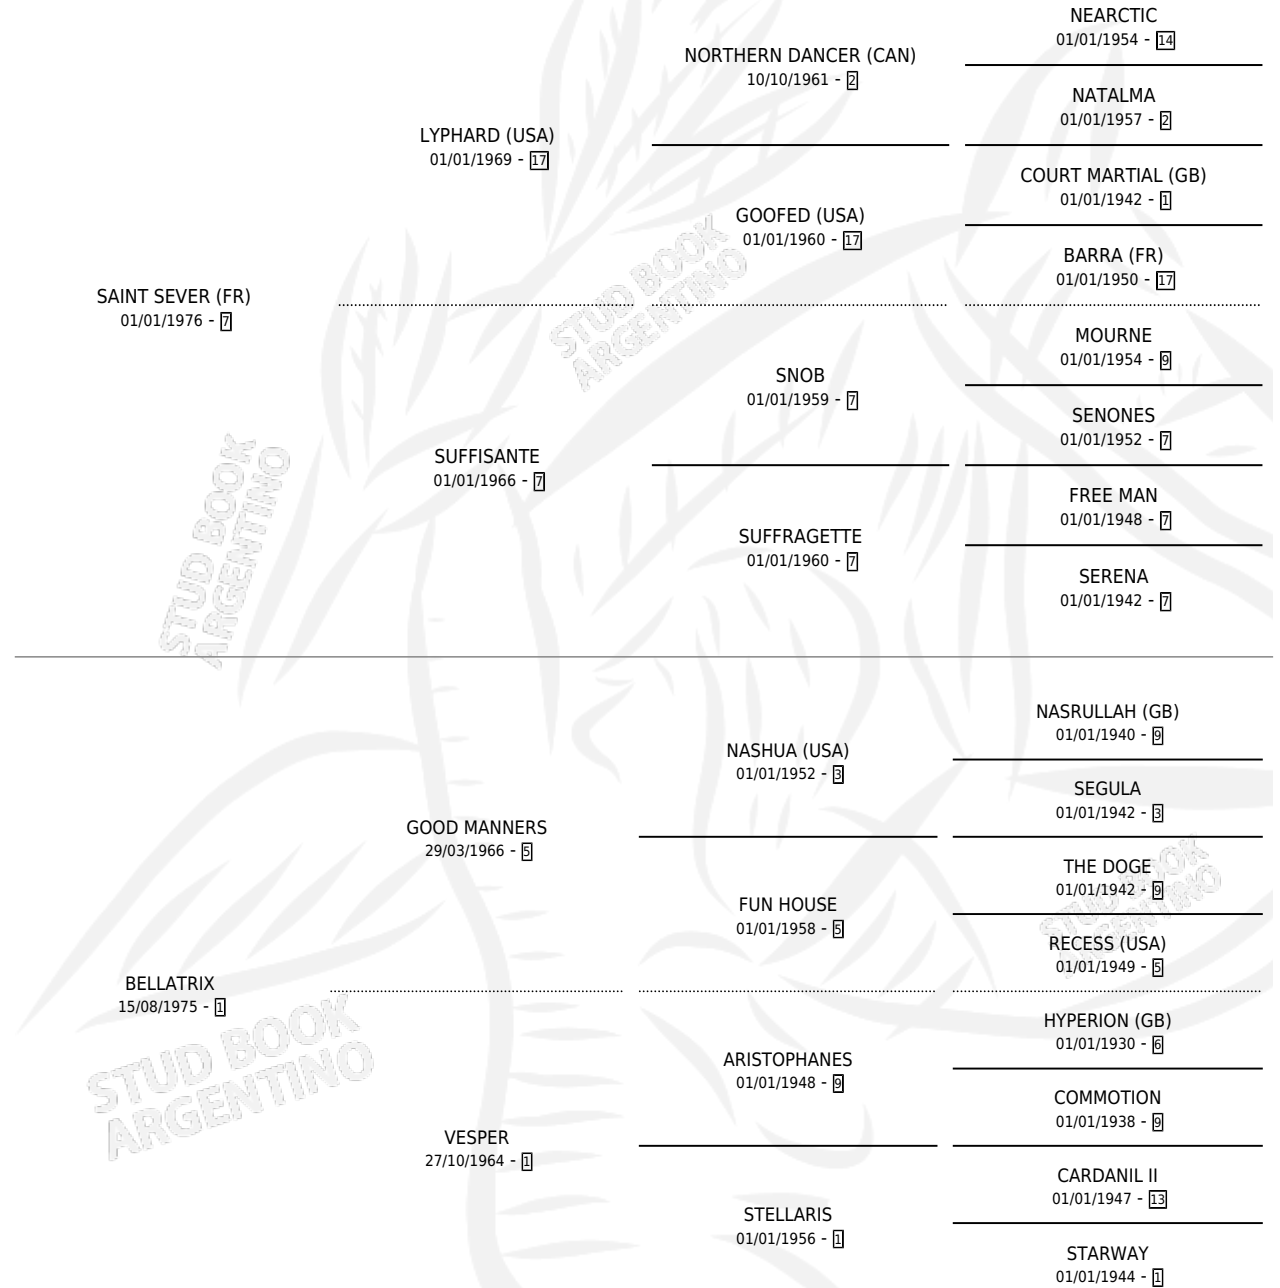 NEARCTIC
01/01/1954 - 14
NORTHERN DANCER (CAN)
10/10/1961 - 2
NATALMA
01/01/1957 - 2
LYPHARD (USA)
01/01/1969 - 17
COURT MARTIAL (GB)
01/01/1942 - 1
GOOFED (USA)
01/01/1960 - 17
BARRA (FR)
01/01/1950 - 17
SAINT SEVER (FR)
01/01/1976 - 7
MOURNE
01/01/1954 - 9
SNOB
01/01/1959 - 7
SENONES
01/01/1952 - 7
SUFFISANTE
01/01/1966 - 7
FREE MAN
01/01/1948 - 7
SUFFRAGETTE
01/01/1960 - 7
SERENA
01/01/1942 - 7
NASRULLAH (GB)
01/01/1940 - 9
NASHUA (USA)
01/01/1952 - 3
SEGULA
01/01/1942 - 3
GOOD MANNERS
29/03/1966 - 5
THE DOGE
01/01/1942 - 9
FUN HOUSE
01/01/1958 - 5
RECESS (USA)
01/01/1949 - 5
BELLATRIX
15/08/1975 - 1
HYPERION (GB)
01/01/1930 - 6
ARISTOPHANES
01/01/1948 - 9
COMMOTION
01/01/1938 - 9
VESPER
27/10/1964 - 1
CARDANIL II
01/01/1947 - 13
STELLARIS
01/01/1956 - 1
STARWAY
01/01/1944 - 1
STUD BOOK
ARGENTINO
STUD BOOK
ARGENTINO
STUD BOOK
ARGENTINO
STUD BOOK
ARGENTINO